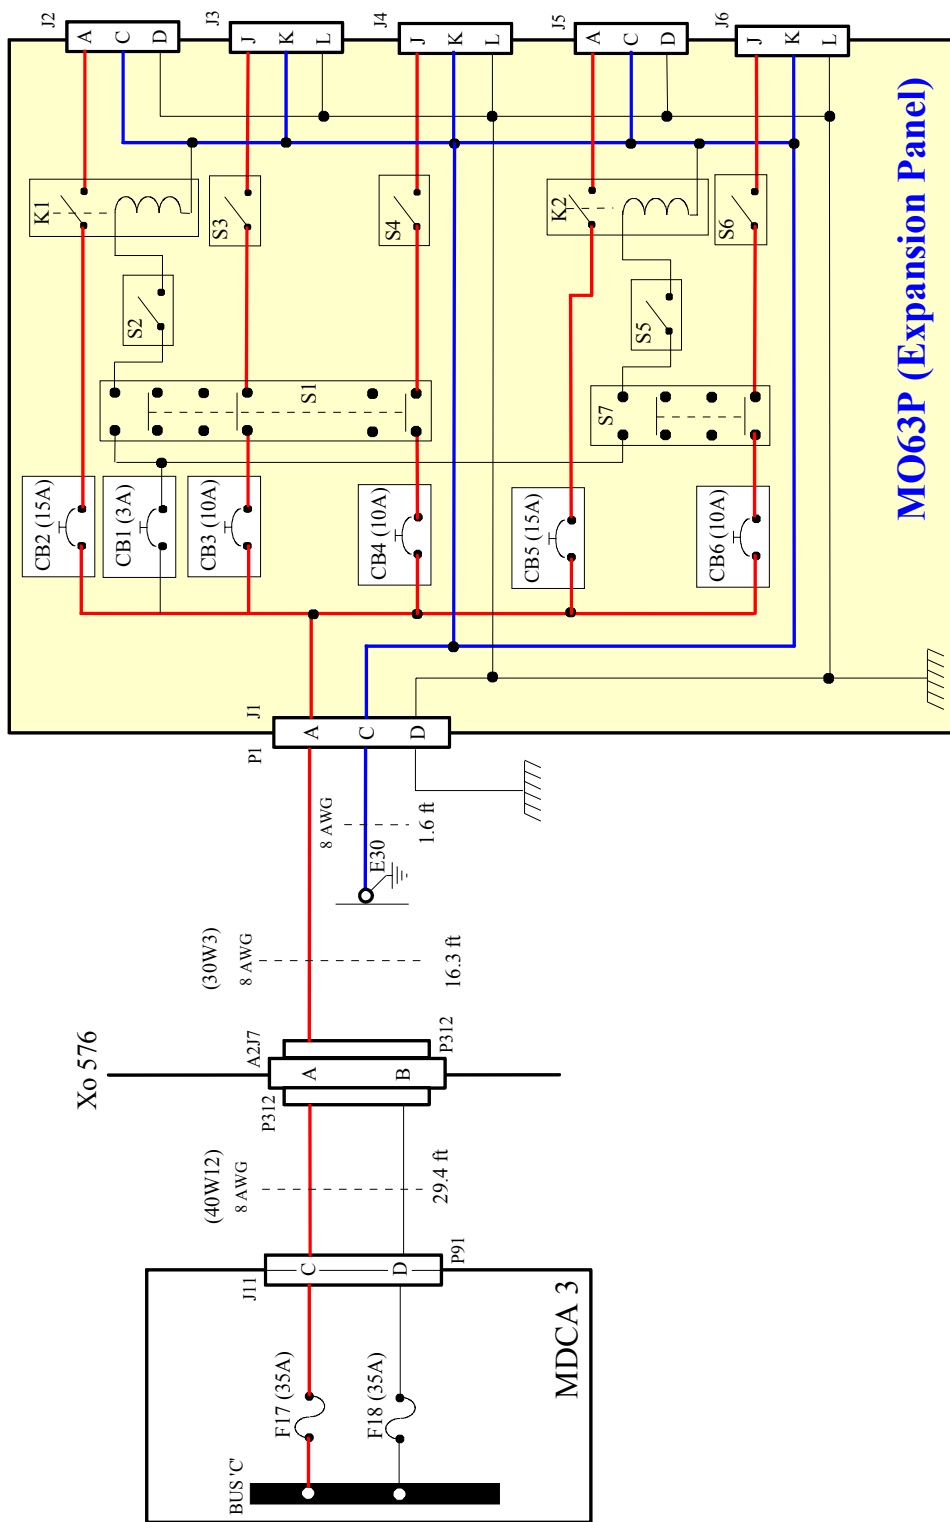 J2
A
C
D
J3
J
K
L
J4
J
K
L
J5
A
C
D
J6
J
K
L
K1
S3
S4
K2
S6
S2
S5
S1
S7
MO63P (Expansion Panel)
CB2 (15A)
CB1 (3A)
CB3 (10A)
CB4 (10A)
CB5 (15A)
CB6 (10A)
J1
P1
A
C
D
8 AWG
1.6 ft
E30
(30W3)
8 AWG
16.3 ft
Xo 576
A2J7
P312
A
B
P312
(40W12)
8 AWG
29.4 ft
J11
C
D
P91
MDCA 3
F17 (35A)
F18 (35A)
BUS 'C'